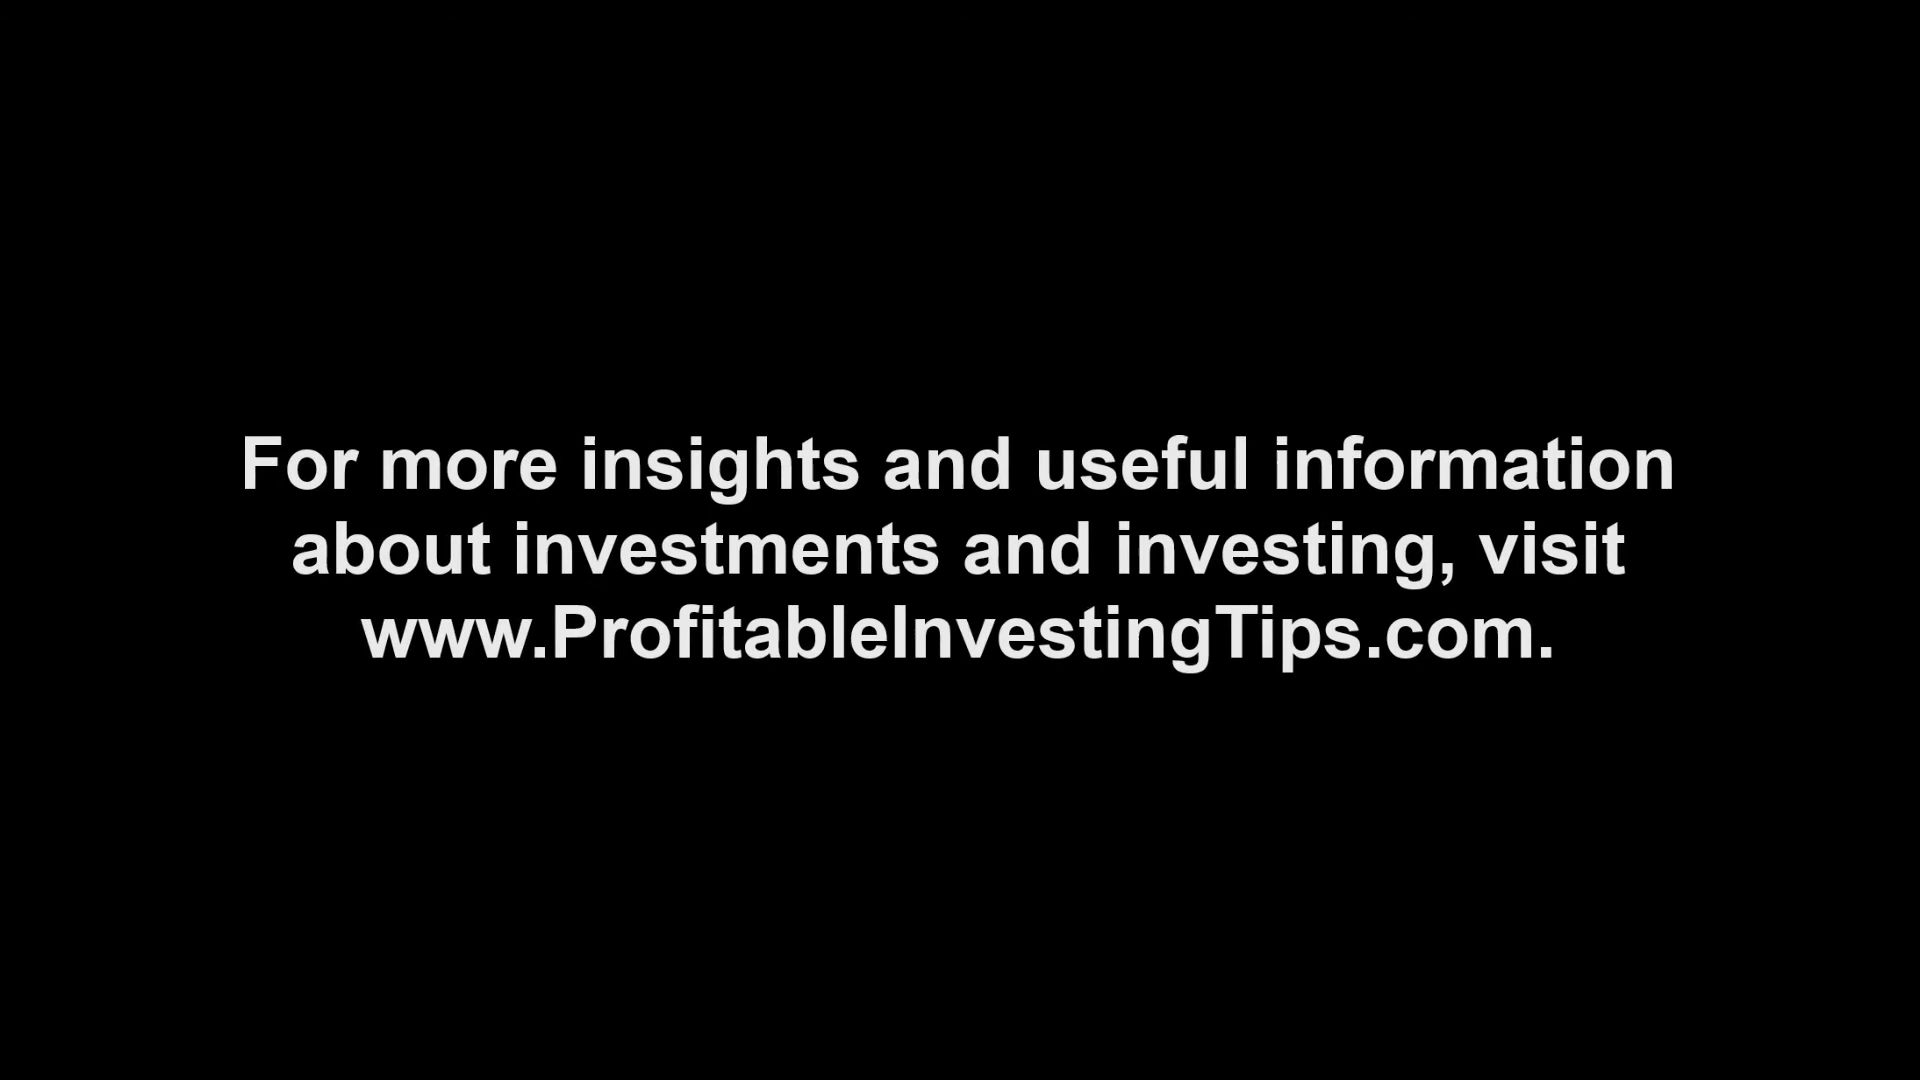 For more insights and useful information
about investments and investing, visit
www.ProfitableInvestingTips.com.